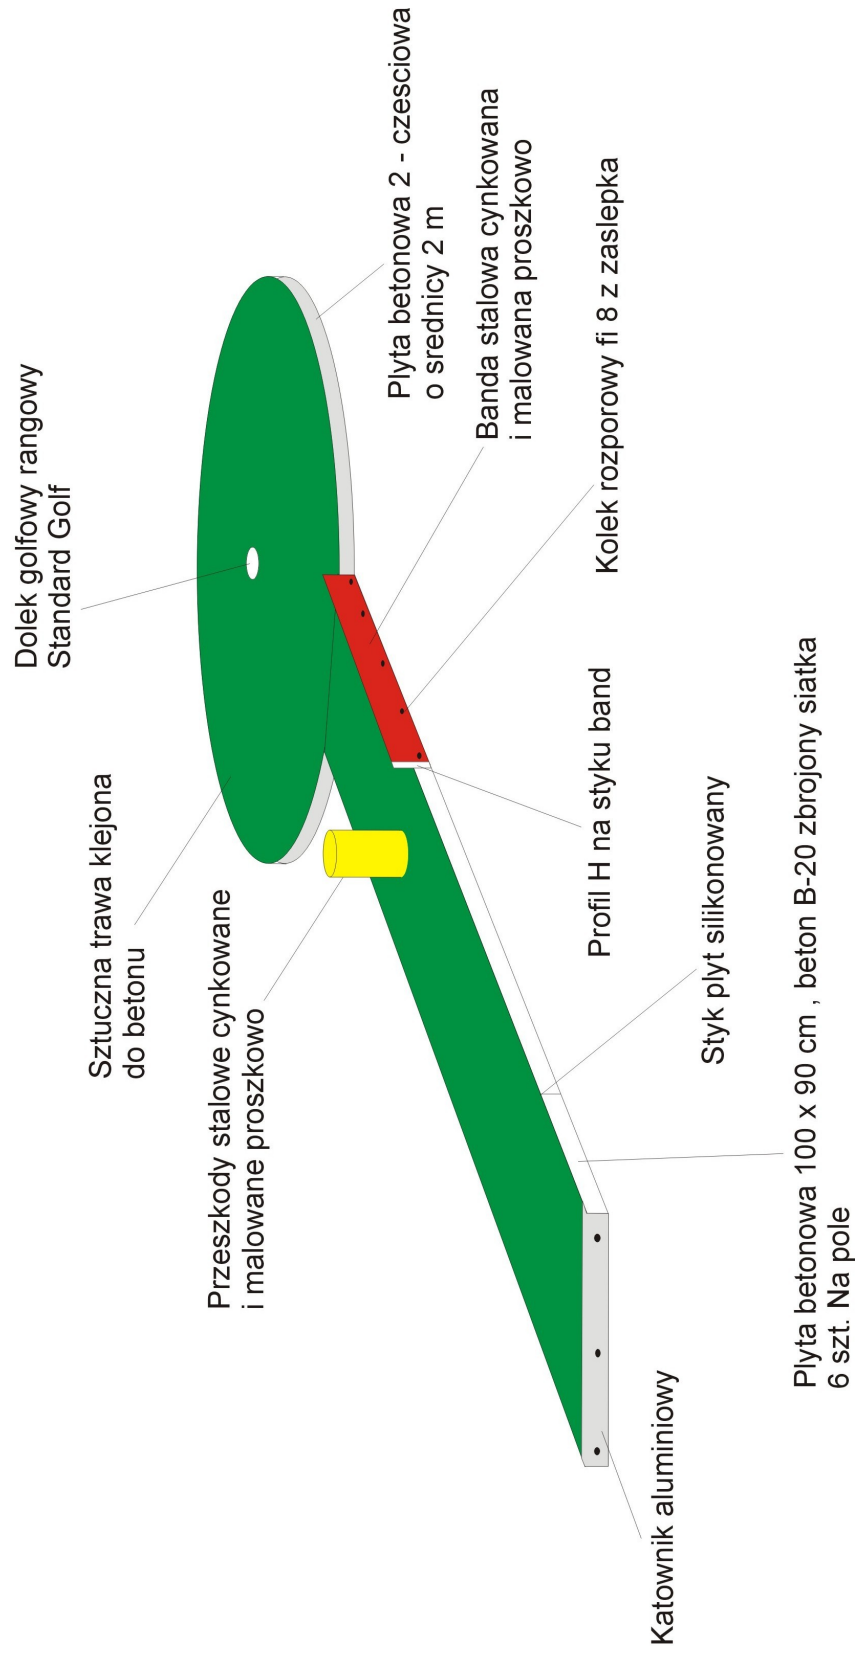 Dolek golfowy rangowy
Standard Golf
Sztuczna trawa klejona
do betonu
Przeszkody stalowe cynkowane
i malowane proszkowo
Plyta betonowa 2 - czesciowa
o srednicy 2 m
Banda stalowa cynkowana
i malowana proszkowo
Kolek rozporowy fi 8 z zaslepka
Profil H na styku band
Styk plyt silikonowany
Plyta betonowa 100 x 90 cm , beton B-20 zbrojony siatka
6 szt. Na pole
Katownik aluminiowy